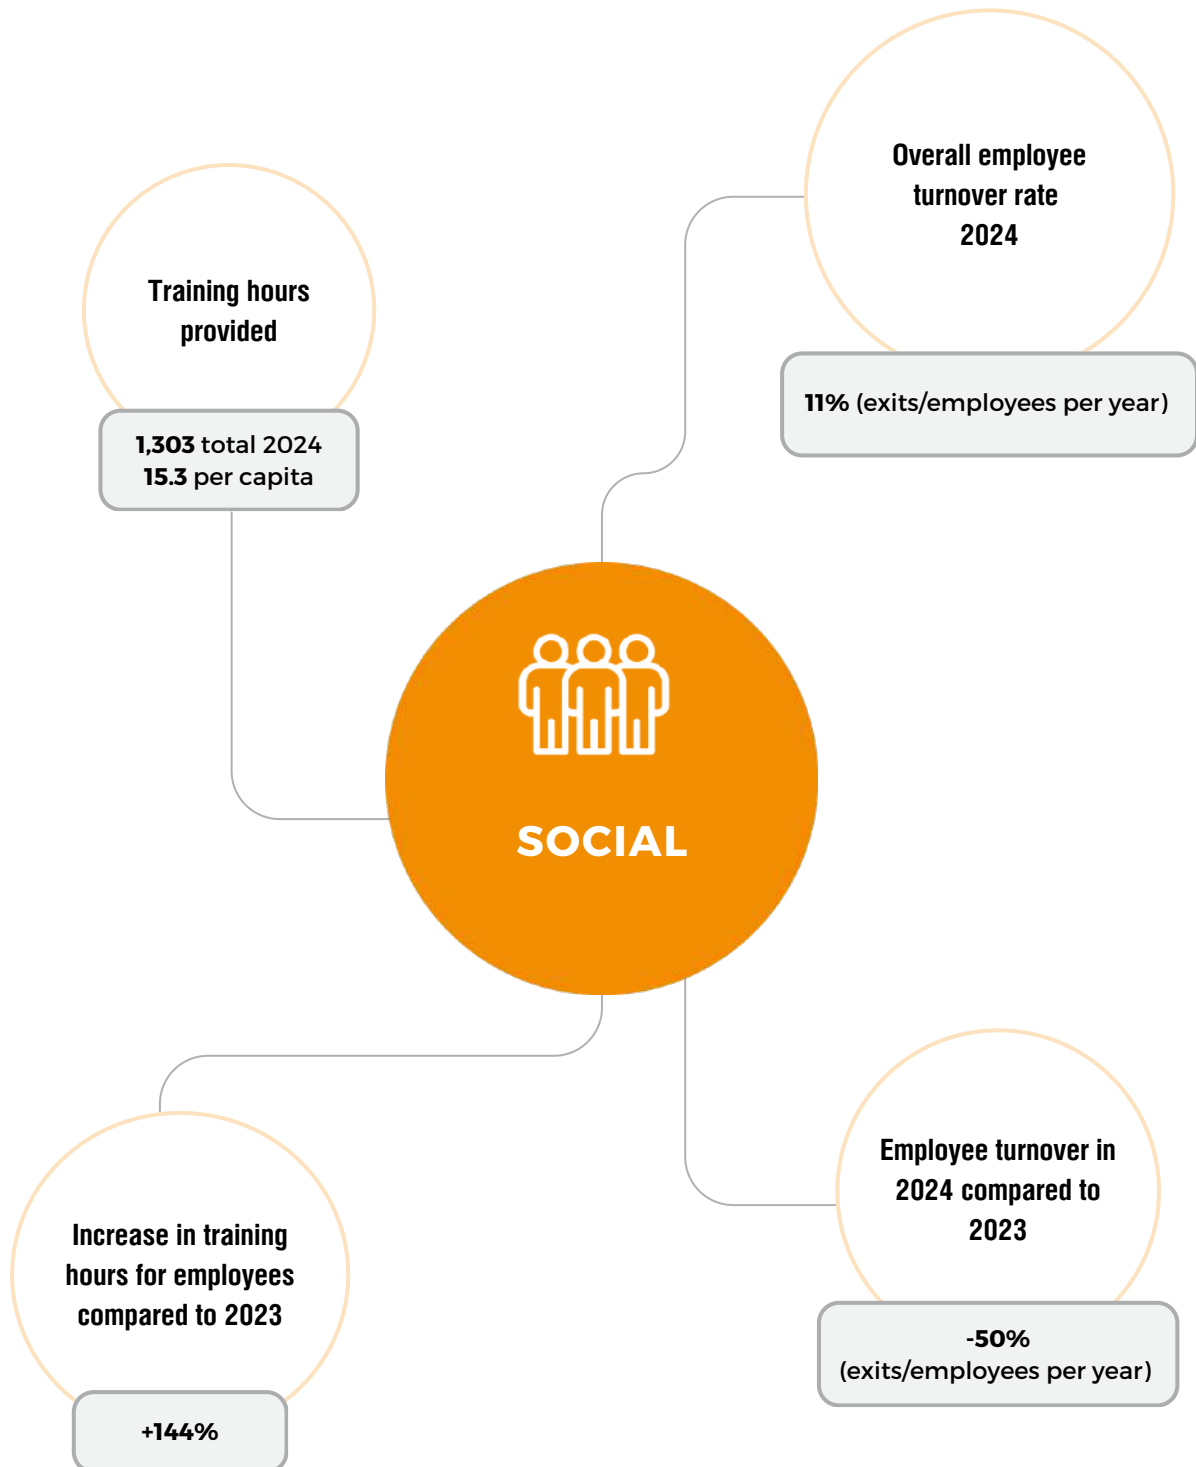 Overall employee
turnover rate
2024
11% (exits/employees per year)
Training hours
provided
1,303 total 2024
15.3 per capita
SOCIAL
Increase in training
hours for employees
compared to 2023
+144%
Employee turnover in
2024 compared to
2023
-50%
(exits/employees per year)